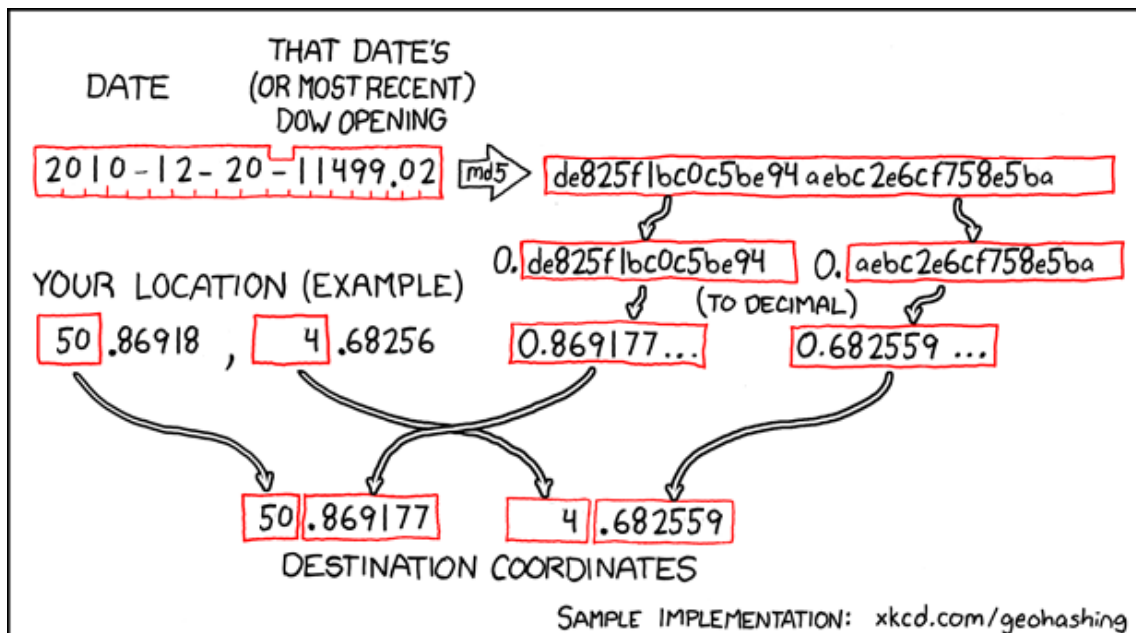 DATE
THAT DATE'S
(OR MOST RECENT)
DOW OPENING
2010-12-20-11499.02
md5
de825f1bc0c5be94aebc2e6cf758e5ba
0. de825f1bc0c5be94
0. aebc2e6cf758e5ba
YOUR LOCATION (EXAMPLE)
(TO DECIMAL)
50.86918, 4.68256
0.869177...
0.682559...
50.869177
4.682559
DESTINATION COORDINATES
SAMPLE IMPLEMENTATION: xkcd.com/geohashing